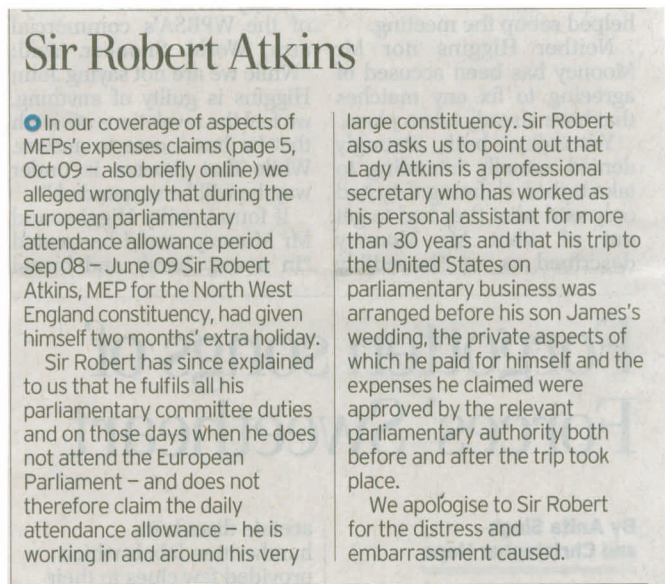 Sir Robert Atkins
In our coverage of aspects of
MEPs' expenses claims (page 5,
Oct 09 – also briefly online) we
alleged wrongly that during the
European parliamentary
attendance allowance period
Sep 08 – June 09 Sir Robert
Atkins, MEP for the North West
England constituency, had given
himself two months' extra holiday.
Sir Robert has since explained
to us that he fulfils all his
parliamentary committee duties
and on those days when he does
not attend the European
Parliament – and does not
therefore claim the daily
attendance allowance – he is
working in and around his very
large constituency. Sir Robert
also asks us to point out that
Lady Atkins is a professional
secretary who has worked as
his personal assistant for more
than 30 years and that his trip to
the United States on
parliamentary business was
arranged before his son James's
wedding, the private aspects of
which he paid for himself and the
expenses he claimed were
approved by the relevant
parliamentary authority both
before and after the trip took
place.
We apologise to Sir Robert
for the distress and
embarrassment caused.